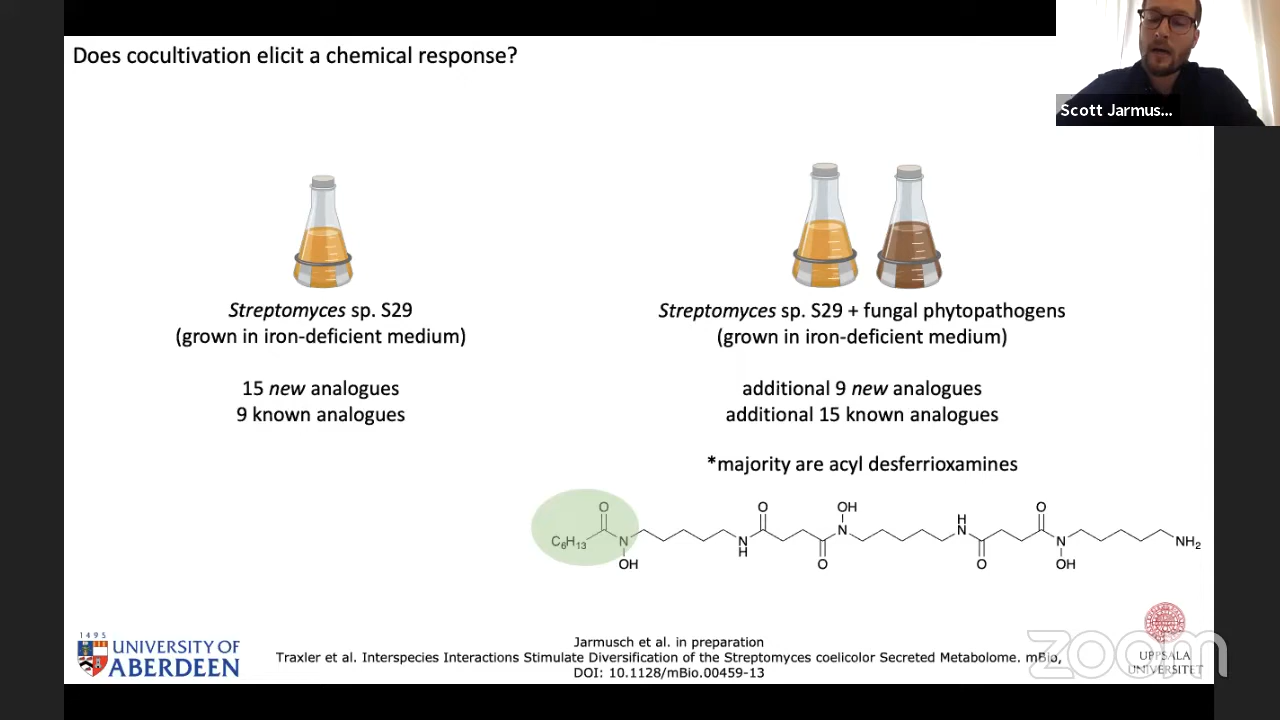 Does cocultivation elicit a chemical response?
Scott Jarmus...
Streptomyces sp. S29
(grown in iron-deficient medium)
15 new analogues
9 known analogues
Streptomyces sp. S29 + fungal phytopathogens
(grown in iron-deficient medium)
additional 9 new analogues
additional 15 known analogues
*majority are acyl desferrioxamines
O
O
OH
H
O
C₆H₁₃
N
N
N
N
N
NH₂
OH
H
O
O
OH
1495
UNIVERSITY OF
ABERDEEN
Jarmusch et al. in preparation
Traxler et al. Interspecies Interactions Stimulate Diversification of the Streptomyces coelicolor Secreted Metabolome. mBio,
DOI: 10.1128/mBio.00459-13
UPPSALA
UNIVERSITET
zoom